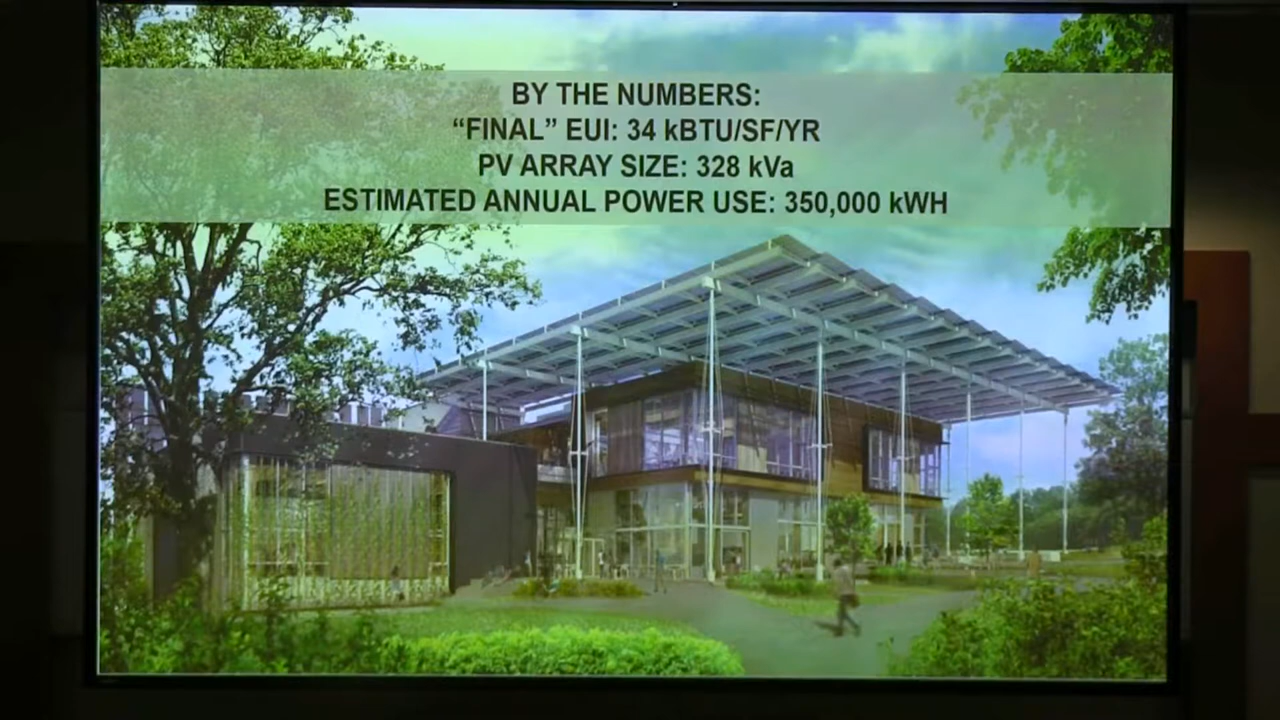 BY THE NUMBERS:
“FINAL” EUI: 34 kBTU/SF/YR
PV ARRAY SIZE: 328 kVa
ESTIMATED ANNUAL POWER USE: 350,000 kWH